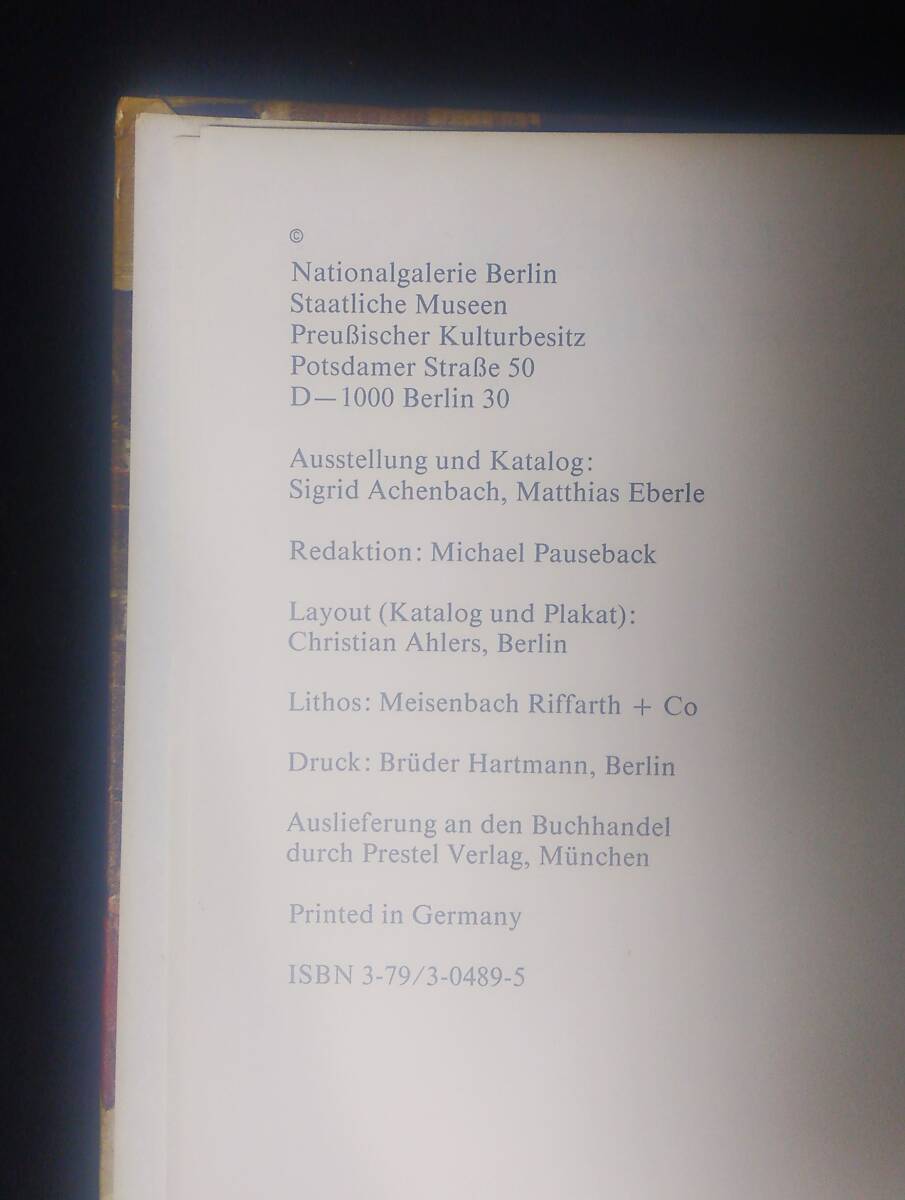 ©
Nationalgalerie Berlin
Staatliche Museen
Preußischer Kulturbesitz
Potsdamer Straße 50
D—1000 Berlin 30
Ausstellung und Katalog:
Sigrid Achenbach, Matthias Eberle
Redaktion: Michael Pauseback
Layout (Katalog und Plakat):
Christian Ahlers, Berlin
Lithos: Meisenbach Riffarth + Co
Druck: Brüder Hartmann, Berlin
Auslieferung an den Buchhandel
durch Prestel Verlag, München
Printed in Germany
ISBN 3-79/3-0489-5